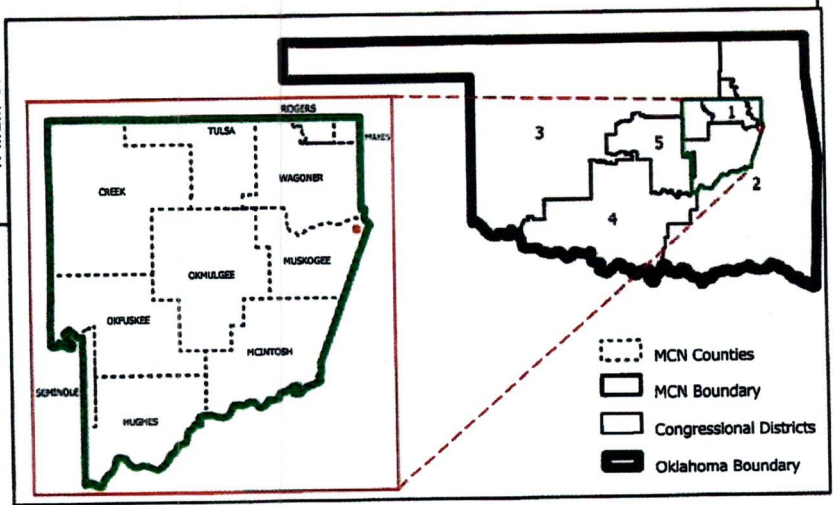 ROGERS
TULSA
MAYES
CREEK
WAGONER
OKMULGEE
MUSKOGEE
OKFUSKEE
MCINTOSH
SEMINOLE
HUGHES
1
3
5
2
4
MCN Counties
MCN Boundary
Congressional Districts
Oklahoma Boundary